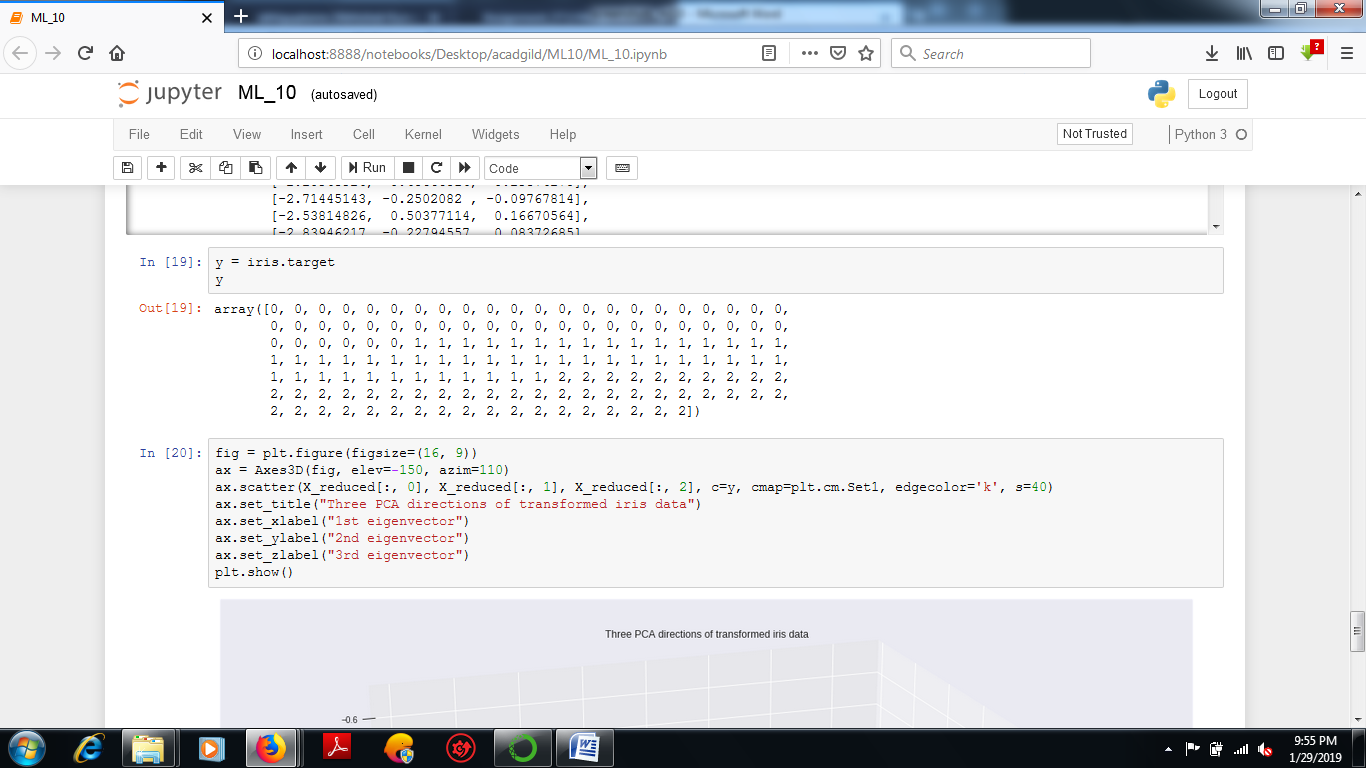 ML_10
Microsoft Word
localhost:8888/notebooks/Desktop/acadgild/ML10/ML_10.ipynb
Search
jupyter ML_10 (autosaved)
Logout
File Edit View Insert Cell Kernel Widgets Help
Not Trusted
Python 3
Run
Code
[-2.71445143, -0.2502082 , -0.09767814],
[-2.53814826, 0.50377114, 0.16670564],
[-2.83946217, -0.22794557, 0.08372685]
In [19]: y = iris.target
y
Out[19]: array([0, 0, 0, 0, 0, 0, 0, 0, 0, 0, 0, 0, 0, 0, 0, 0, 0, 0, 0, 0, 0, 0,
0, 0, 0, 0, 0, 0, 0, 0, 0, 0, 0, 0, 0, 0, 0, 0, 0, 0, 0, 0, 0, 0,
0, 0, 0, 0, 0, 0, 1, 1, 1, 1, 1, 1, 1, 1, 1, 1, 1, 1, 1, 1, 1, 1,
1, 1, 1, 1, 1, 1, 1, 1, 1, 1, 1, 1, 1, 1, 1, 1, 1, 1, 1, 1, 1, 1,
1, 1, 1, 1, 1, 1, 1, 1, 1, 1, 1, 1, 2, 2, 2, 2, 2, 2, 2, 2, 2, 2,
2, 2, 2, 2, 2, 2, 2, 2, 2, 2, 2, 2, 2, 2, 2, 2, 2, 2, 2, 2, 2, 2,
2, 2, 2, 2, 2, 2, 2, 2, 2, 2, 2, 2, 2, 2, 2, 2, 2, 2])
In [20]: fig = plt.figure(figsize=(16, 9))
ax = Axes3D(fig, elev=-150, azim=110)
ax.scatter(X_reduced[:, 0], X_reduced[:, 1], X_reduced[:, 2], c=y, cmap=plt.cm.Set1, edgecolor='k', s=40)
ax.set_title("Three PCA directions of transformed iris data")
ax.set_xlabel("1st eigenvector")
ax.set_ylabel("2nd eigenvector")
ax.set_zlabel("3rd eigenvector")
plt.show()
Three PCA directions of transformed iris data
-0.6
9:55 PM
1/29/2019